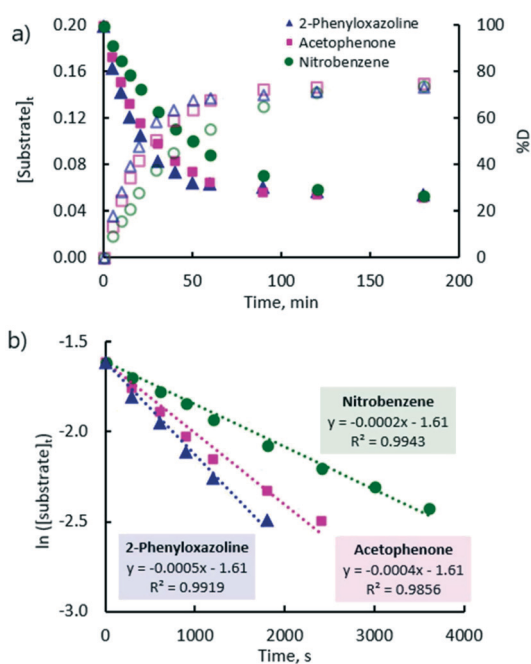 a)
2-Phenyloxazoline
Acetophenone
Nitrobenzene
[Substrate]t
0.20
0.16
0.12
0.08
0.04
0.00
100
80
60
40
20
0
%D
0 50 100 150 200
Time, min
b)
ln ([substrate]t)
-1.5
-2.0
-2.5
-3.0
Nitrobenzene
y = -0.0002x - 1.61
R² = 0.9943
2-Phenyloxazoline
y = -0.0005x - 1.61
R² = 0.9919
Acetophenone
y = -0.0004x - 1.61
R² = 0.9856
0 1000 2000 3000 4000
Time, s